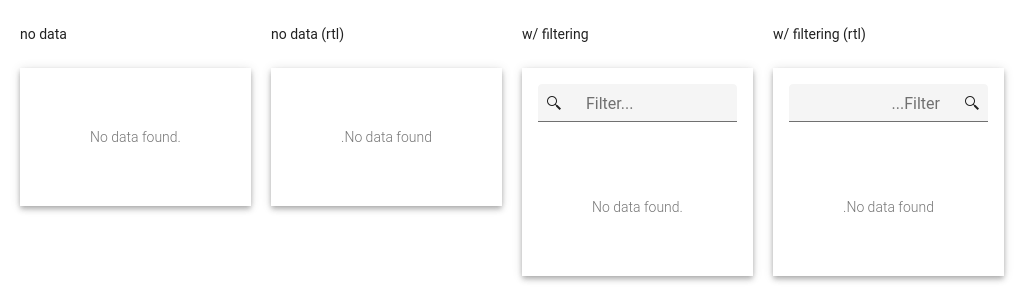 no data
No data found.
no data (rtl)
.No data found
w/ filtering
Filter...
No data found.
w/ filtering (rtl)
...Filter
.No data found